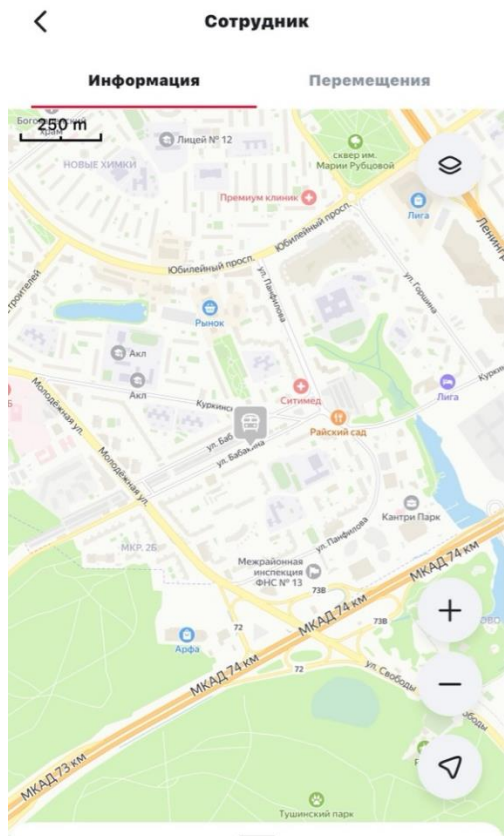 Сотрудник
Информация
Перемещения
250 m
храм
Лицей № 12
НОВЫЕ ХИМКИ
сквер им.
Марии Рубцовой
Премиум клиник
Лига
Юбилейный просп.
Юбилейный просп.
ул. Панфилова
ул. Горшина
Рынок
Акл
Акл
Ситимед
Лига
Райский сад
ул. Бабакина
Молодёжная ул.
Молодёжная ул.
Кантри Парк
ул. Панфилова
МКР. 2Б
Межрайонная
инспекция
ФНС № 13
МКАД 74 км
73В
МКАД 74 км
73В
72
Арфа
72
МКАД 74 км
ул. Свободы
МКАД 73 км
Тушинский парк